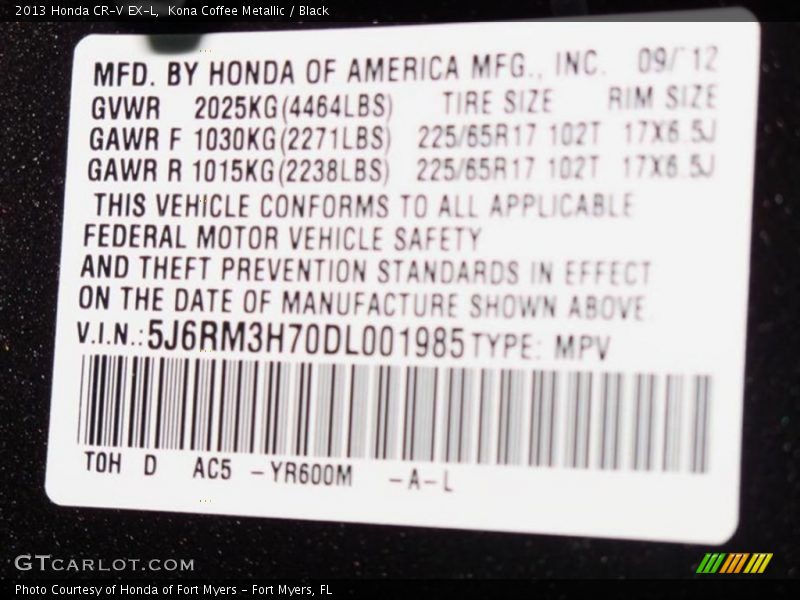 2013 Honda CR-V EX-L, Kona Coffee Metallic / Black
MFD. BY HONDA OF AMERICA MFG., INC. 09/12
GVWR 2025KG(4464LBS) TIRE SIZE RIM SIZE
GAWR F 1030KG(2271LBS) 225/65R17 102T 17X6.5J
GAWR R 1015KG(2238LBS) 225/65R17 102T 17X6.5J
THIS VEHICLE CONFORMS TO ALL APPLICABLE
FEDERAL MOTOR VEHICLE SAFETY
AND THEFT PREVENTION STANDARDS IN EFFECT
ON THE DATE OF MANUFACTURE SHOWN ABOVE.
V.I.N.:5J6RM3H70DL001985 TYPE: MPV
TOH D AC5 -YR600M -A-L
GTCARLOT.COM
Photo Courtesy of Honda of Fort Myers - Fort Myers, FL